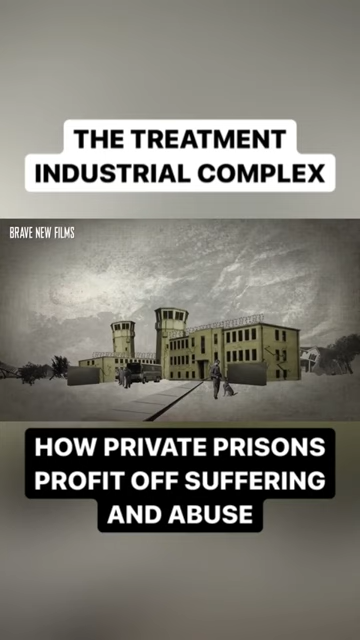 THE TREATMENT
INDUSTRIAL COMPLEX
BRAVE NEW FILMS
HOW PRIVATE PRISONS
PROFIT OFF SUFFERING
AND ABUSE